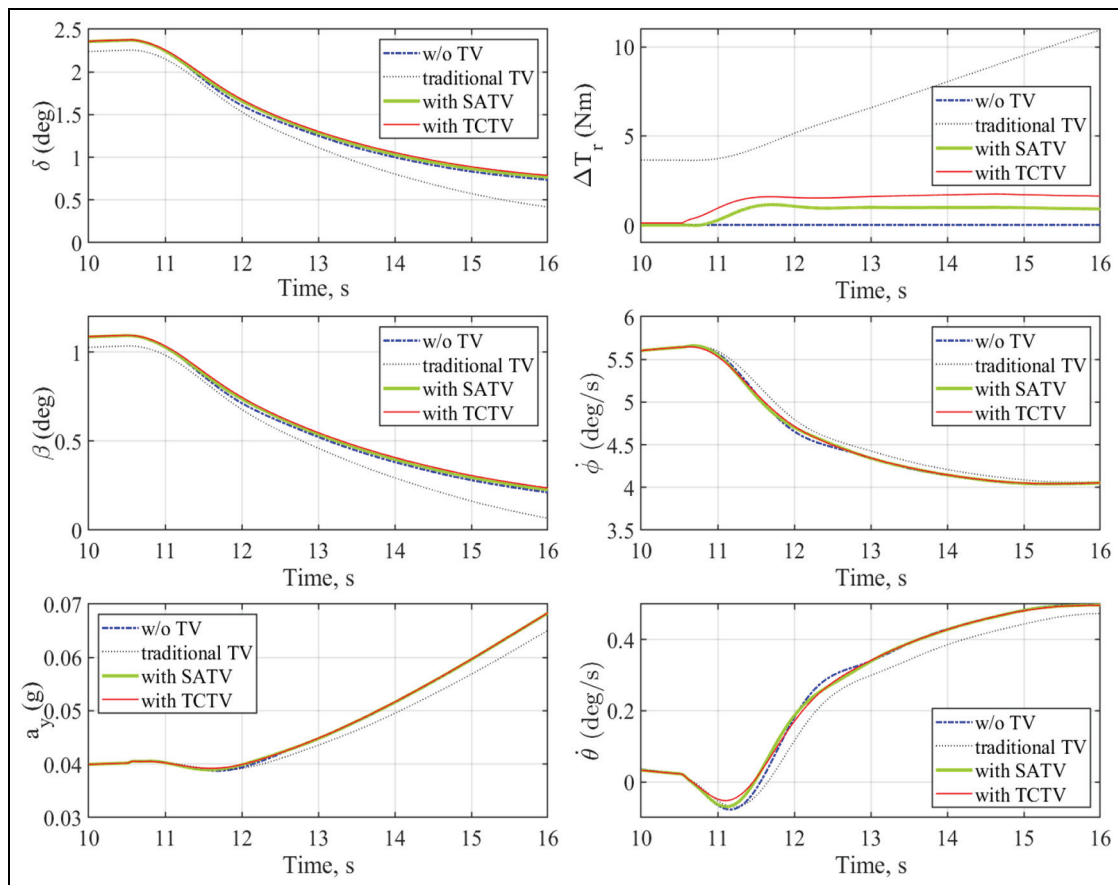 2.5
2
1.5
1
0.5
0
δ (deg)
w/o TV
traditional TV
with SATV
with TCTV
10 11 12 13 14 15 16
Time, s
10
5
0
ΔT_r (Nm)
w/o TV
traditional TV
with SATV
with TCTV
10 11 12 13 14 15 16
Time, s
1
0.5
0
β (deg)
w/o TV
traditional TV
with SATV
with TCTV
10 11 12 13 14 15 16
Time, s
6
5.5
5
4.5
4
3.5
φ̇ (deg/s)
w/o TV
traditional TV
with SATV
with TCTV
10 11 12 13 14 15 16
Time, s
0.07
0.06
0.05
0.04
0.03
a_y(g)
w/o TV
traditional TV
with SATV
with TCTV
10 11 12 13 14 15 16
Time, s
0.4
0.2
0
θ̇ (deg/s)
w/o TV
traditional TV
with SATV
with TCTV
10 11 12 13 14 15 16
Time, s